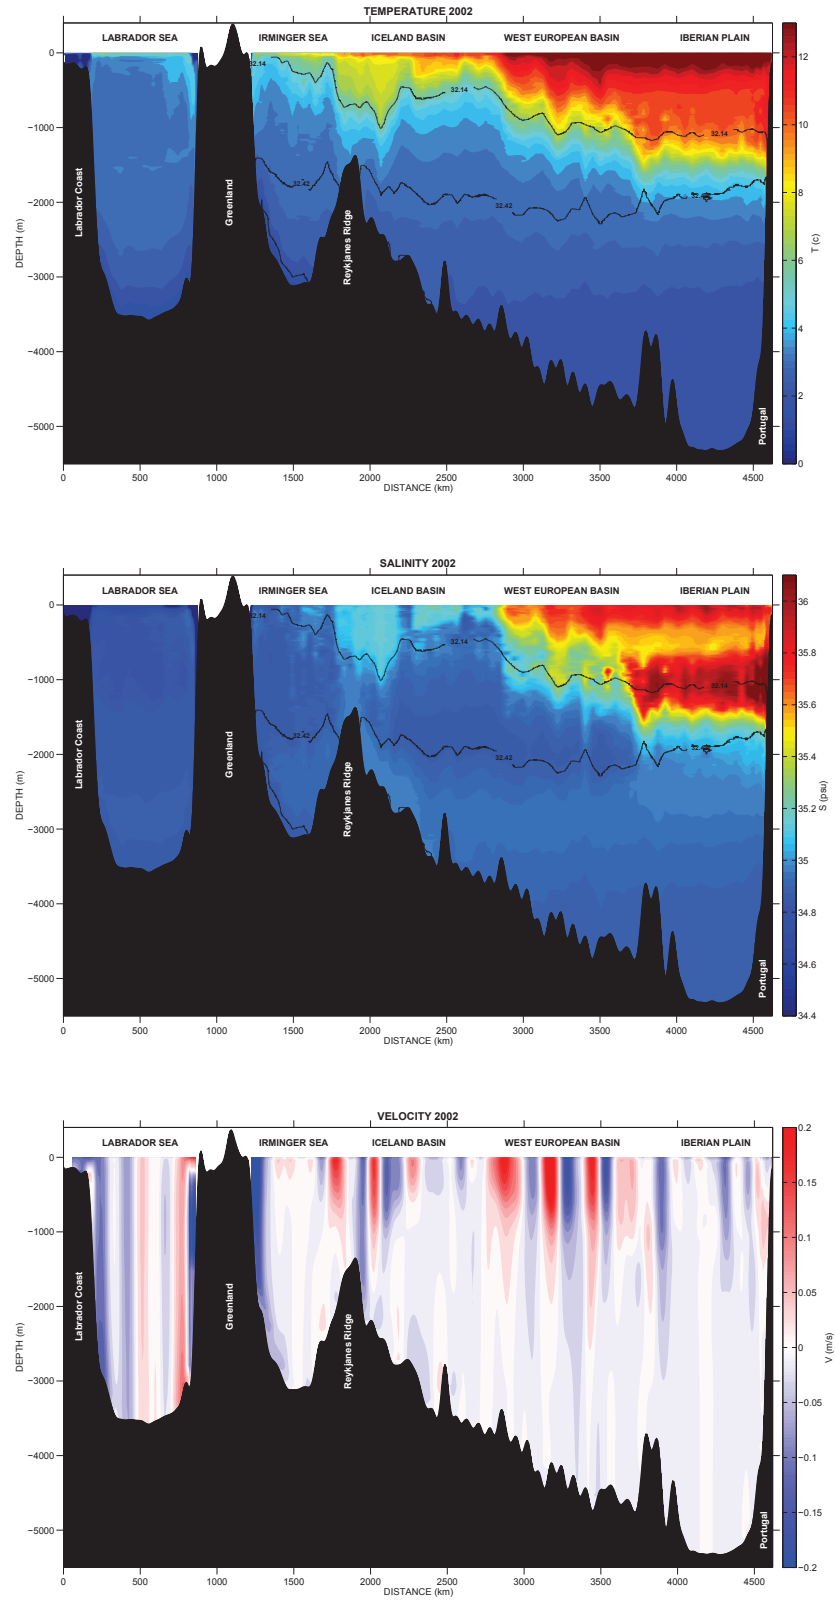 TEMPERATURE 2002
LABRADOR SEA IRMINGER SEA ICELAND BASIN WEST EUROPEAN BASIN IBERIAN PLAIN
0
−1000
−2000
−3000
−4000
−5000
DEPTH (m)
32.14
32.14
32.14
32.42
32.42
Labrador Coast
Greenland
Reykjanes Ridge
Portugal
0 500 1000 1500 2000 2500 3000 3500 4000 4500
DISTANCE (km)
12
10
8
6
4
2
0
T (c)
SALINITY 2002
LABRADOR SEA IRMINGER SEA ICELAND BASIN WEST EUROPEAN BASIN IBERIAN PLAIN
0
−1000
−2000
−3000
−4000
−5000
DEPTH (m)
32.14
32.14
32.14
32.42
32.42
Labrador Coast
Greenland
Reykjanes Ridge
Portugal
0 500 1000 1500 2000 2500 3000 3500 4000 4500
DISTANCE (km)
36
35.8
35.6
35.4
35.2
35
34.8
34.6
34.4
S (psu)
VELOCITY 2002
LABRADOR SEA IRMINGER SEA ICELAND BASIN WEST EUROPEAN BASIN IBERIAN PLAIN
0
−1000
−2000
−3000
−4000
−5000
DEPTH (m)
Labrador Coast
Greenland
Reykjanes Ridge
Portugal
0 500 1000 1500 2000 2500 3000 3500 4000 4500
DISTANCE (km)
0.2
0.15
0.1
0.05
0
−0.05
−0.1
−0.15
−0.2
V (m/s)